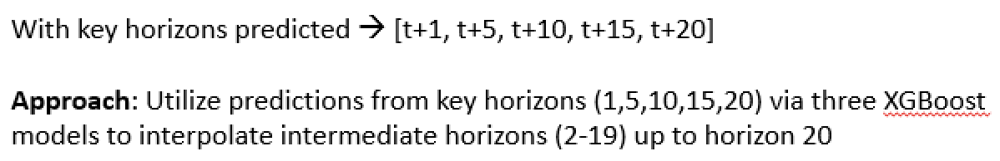 With key horizons predicted → [t+1, t+5, t+10, t+15, t+20]
Approach: Utilize predictions from key horizons (1,5,10,15,20) via three XGBoost
models to interpolate intermediate horizons (2-19) up to horizon 20